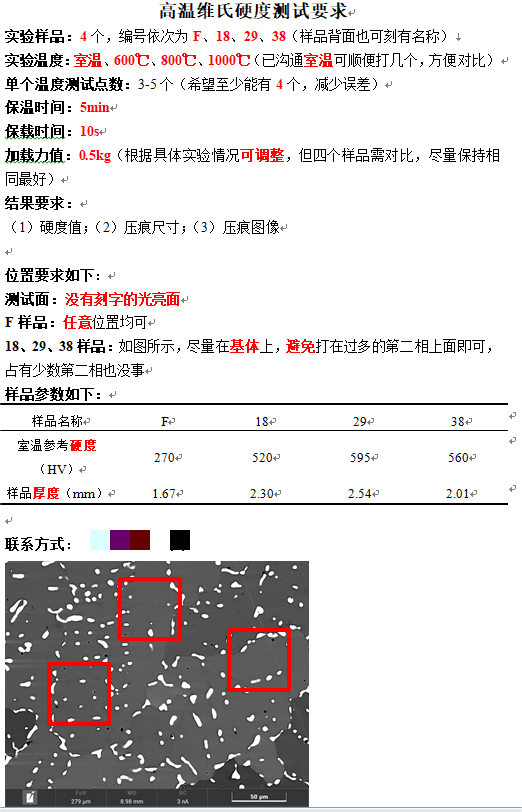 高温维氏硬度测试要求
实验样品：4个，编号依次为 F、18、29、38（样品背面也可刻有名称）
实验温度：室温、600℃、800℃、1000℃（已沟通室温可顺便打几个，方便对比）
单个温度测试点数：3-5个（希望至少能有4个，减少误差）
保温时间：5min
保载时间：10s
加载力值：0.5kg（根据具体实验情况可调整，但四个样品需对比，尽量保持相
同最好）
结果要求：
（1）硬度值；（2）压痕尺寸；（3）压痕图像
位置要求如下：
测试面：没有刻字的光亮面
F 样品：任意位置均可
18、29、38 样品：如图所示，尽量在基体上，避免打在过多的第二相上面即可，
占有少数第二相也没事
样品参数如下：
样品名称 F 18 29 38
室温参考硬度
（HV） 270 520 595 560
样品厚度（mm） 1.67 2.30 2.54 2.01
联系方式：
FoV WD BC
279 μm 8.98 mm 3 nA 50 μm